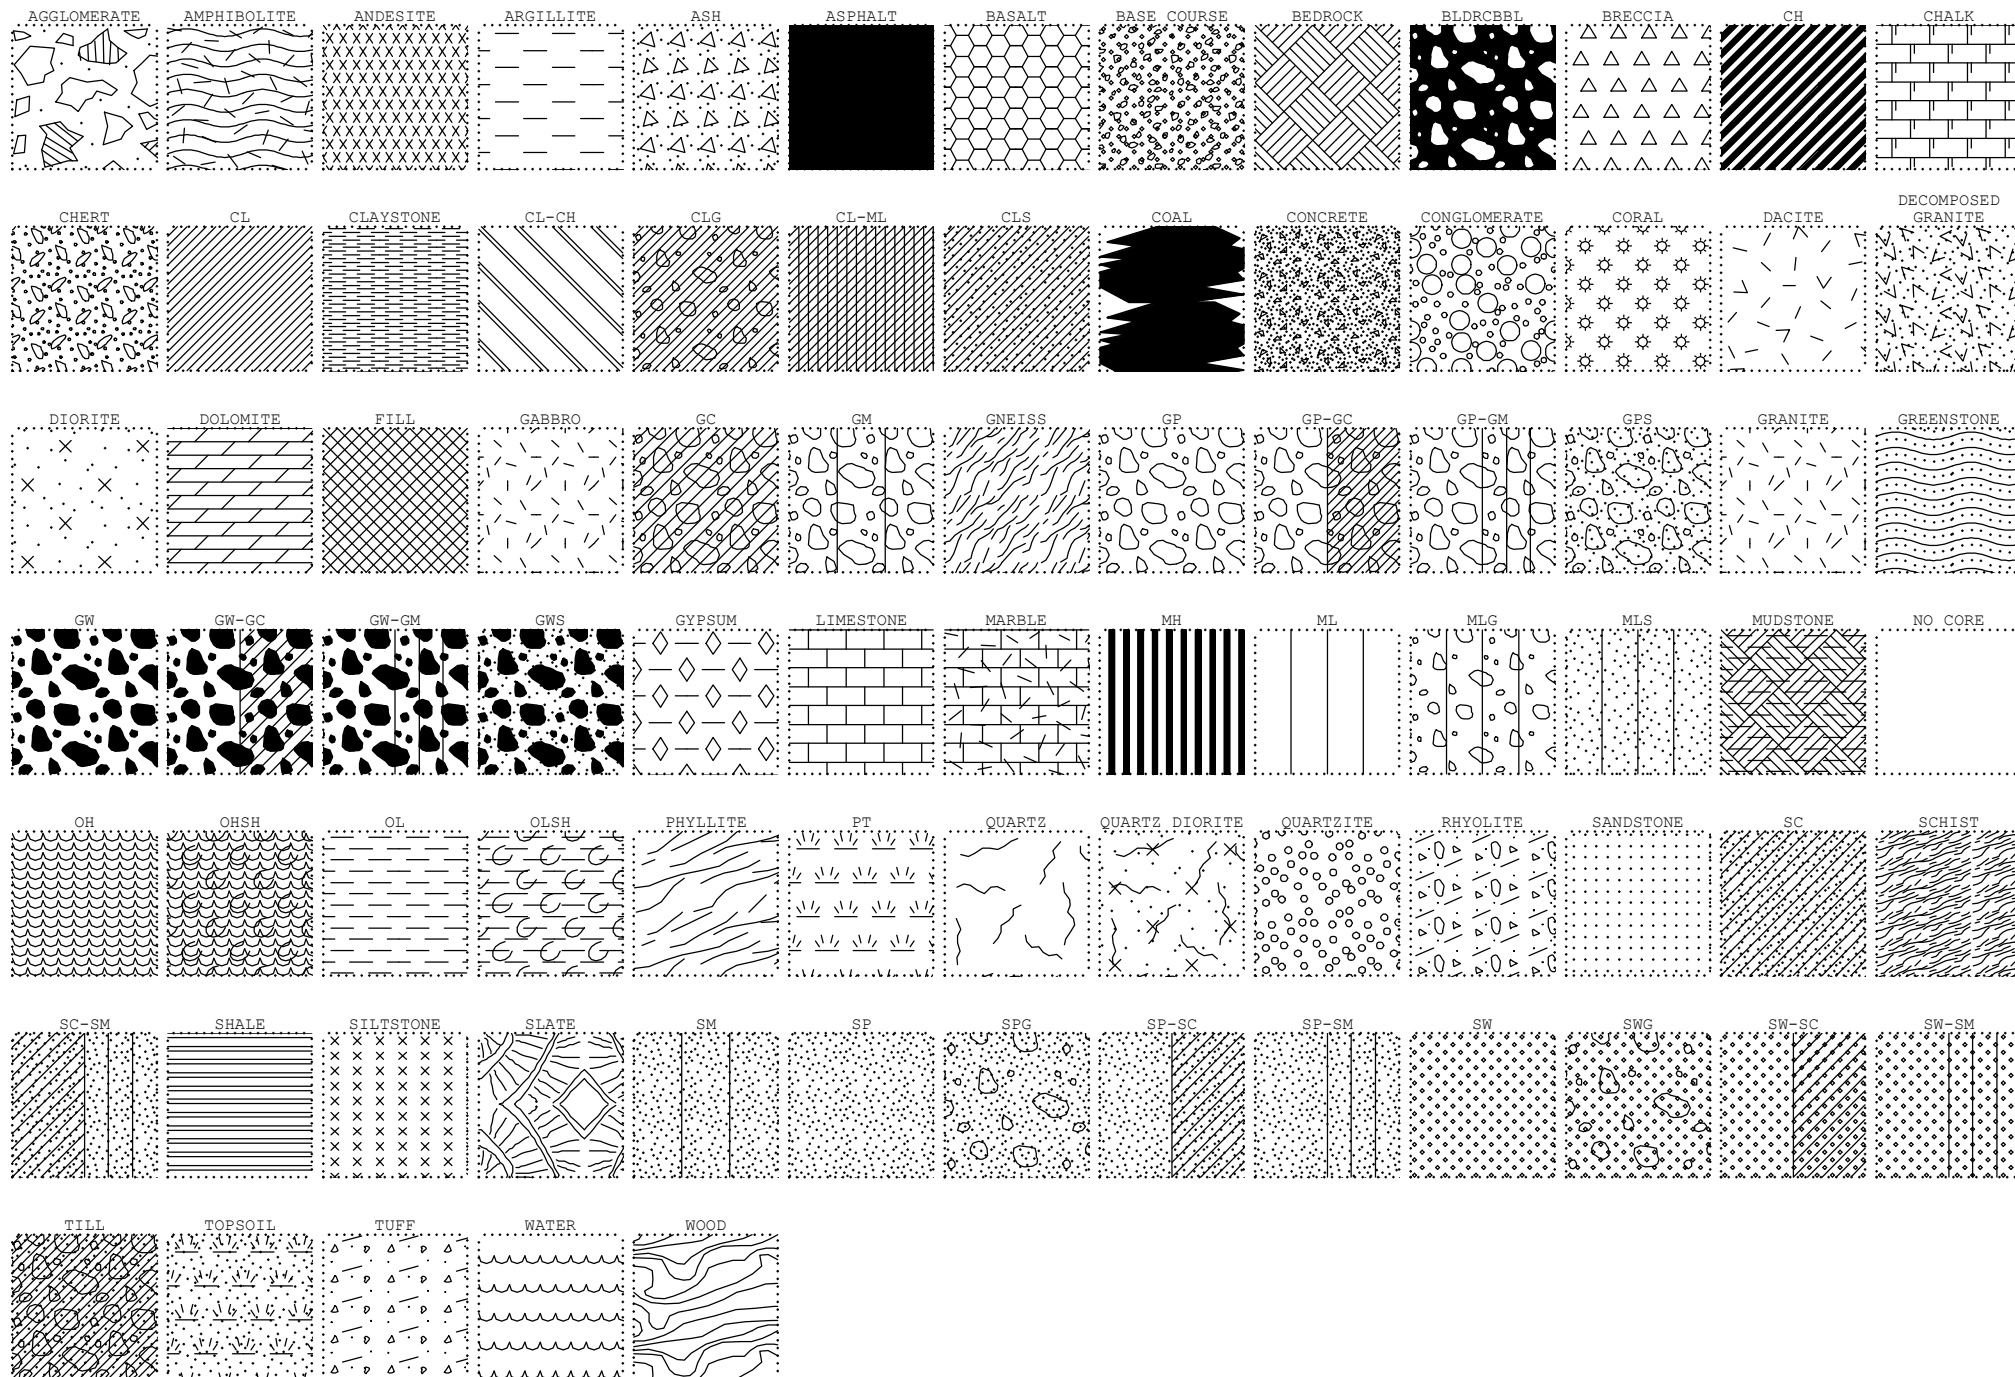 AGGLOMERATE AMPHIBOLITE ANDESITE ARGILLITE ASH ASPHALT BASALT BASE COURSE BEDROCK BLDRCBBL BRECCIA CH CHALK
CHERT CL CLAYSTONE CL-CH CLG CL-ML CLS COAL CONCRETE CONGLOMERATE CORAL DACITE DECOMPOSED
GRANITE
DIORITE DOLOMITE FILL GABBRO GC GM GNEISS GP GP-GC GP-GM GPS GRANITE GREENSTONE
GW GW-GC GW-GM GWS GYPSUM LIMESTONE MARBLE MH ML MLG MLS MUDSTONE NO CORE
OH OHSH OL OLSH PHYLLITE PT QUARTZ QUARTZ DIORITE QUARTZITE RHYOLITE SANDSTONE SC SCHIST
SC-SM SHALE SILTSTONE SLATE SM SP SPG SP-SC SP-SM SW SWG SW-SC SW-SM
TILL TOPSOIL TUFF WATER WOOD